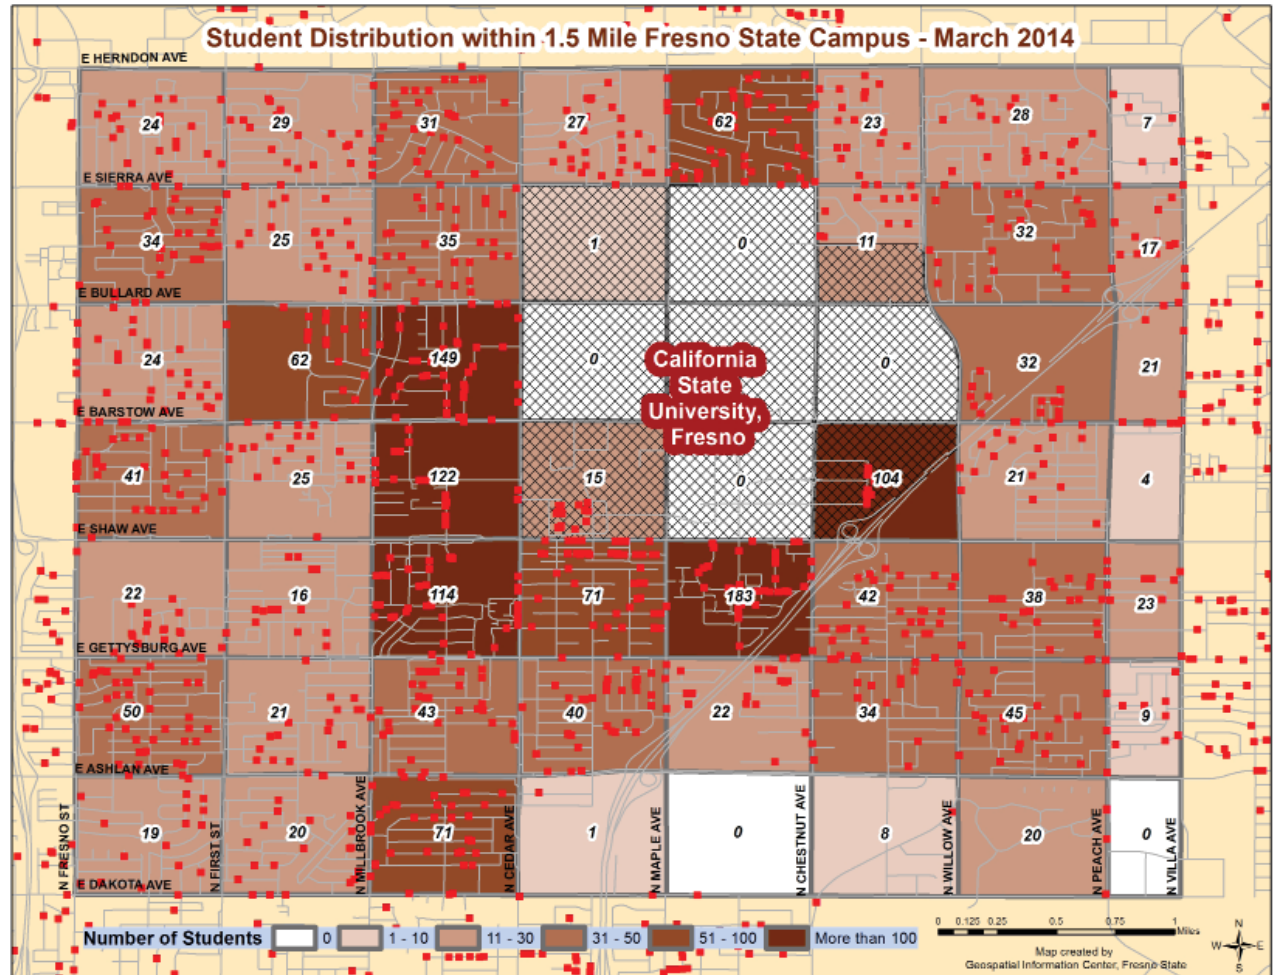 Student Distribution within 1.5 Mile Fresno State Campus - March 2014
E HERNDON AVE
24 29 31 27 62 23 28 7
E SIERRA AVE
34 25 35 1 0 11 32 17
E BULLARD AVE
24 62 149 0 0 32 21
California
State
University,
Fresno
E BARSTOW AVE
41 25 122 15 0 104 21 4
E SHAW AVE
22 16 114 71 183 42 38 23
E GETTYSBURG AVE
50 21 43 40 22 34 45 9
E ASHLAN AVE
19 20 71 1 0 8 20 0
N FRESNO ST
N FIRST ST
N MILLBROOK AVE
N CEDAR AVE
N MAPLE AVE
N CHESTNUT AVE
N WILLOW AVE
N PEACH AVE
N VILLA AVE
E DAKOTA AVE
Number of Students 0 1 - 10 11 - 30 31 - 50 51 - 100 More than 100
0 0.125 0.25 0.5 0.75 1
Miles
Map created by
Geospatial Information Center, Fresno State
N
W E
S